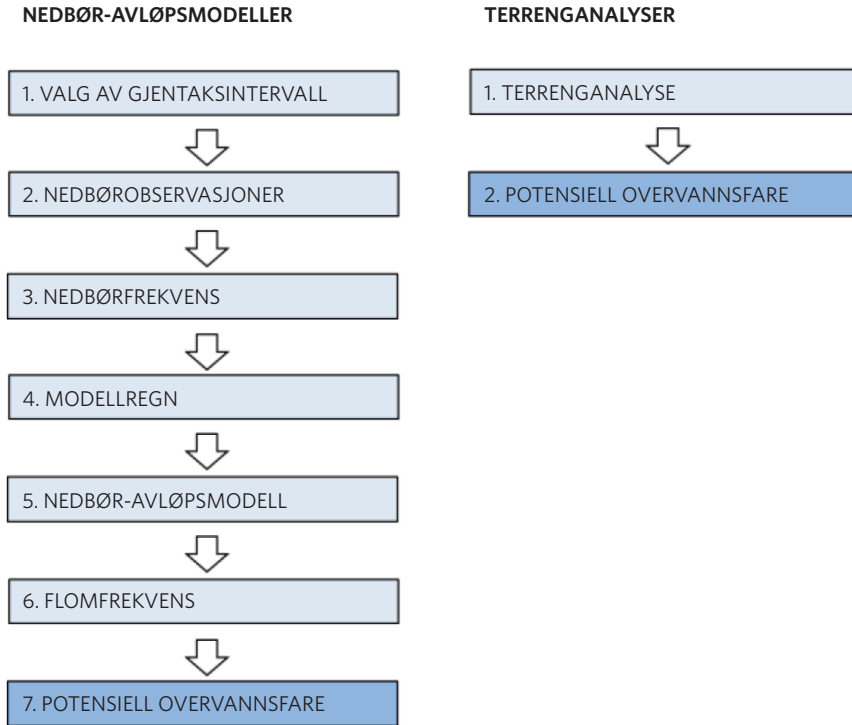 NEDBØR-AVLØPSMODELLER
1. VALG AV GJENTAKSINTERVALL
2. NEDBØROBSERVASJONER
3. NEDBØRFREKVENS
4. MODELLREGN
5. NEDBØR-AVLØPSMODELL
6. FLOMFREKVENS
7. POTENSIELL OVERVANNSFARE
TERRENGANALYSER
1. TERRENGANALYSE
2. POTENSIELL OVERVANNSFARE